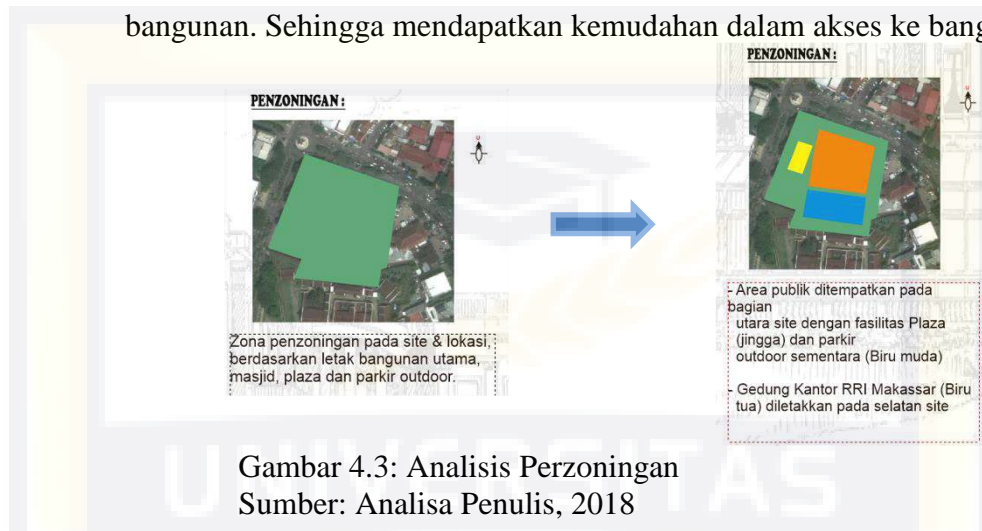 bangunan. Sehingga mendapatkan kemudahan dalam akses ke bang
PENZONINGAN :
Zona penzoningan pada site & lokasi,
berdasarkan letak bangunan utama,
masjid, plaza dan parkir outdoor.
PENZONINGAN :
- Area publik ditempatkan pada
bagian
utara site dengan fasilitas Plaza
(jingga) dan parkir
outdoor sementara (Biru muda)
- Gedung Kantor RRI Makassar (Biru
tua) diletakkan pada selatan site
Gambar 4.3: Analisis Perzoningan
Sumber: Analisa Penulis, 2018
UNIVERSITAS